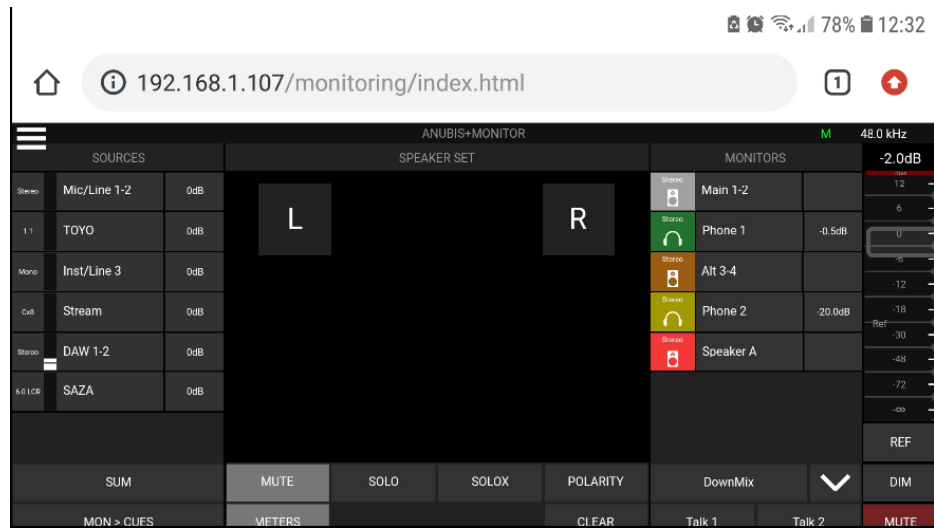 78% 12:32
192.168.1.107/monitoring/index.html
1
ANUBIS+MONITOR M 48.0 kHz
SOURCES SPEAKER SET MONITORS -2.0dB
Stereo Mic/Line 1-2 0dB
1.1 TOYO 0dB
Mono Inst/Line 3 0dB
Cx8 Stream 0dB
Stereo DAW 1-2 0dB
6.0 LCR SAZA 0dB
L R
Stereo Main 1-2
Stereo Phone 1 -0.5dB
Stereo Alt 3-4
Stereo Phone 2 -20.0dB
Stereo Speaker A
12
6
0
-6
-12
-18
Ref
-30
-48
-72
-∞
REF
SUM MUTE SOLO SOLOX POLARITY DownMix DIM
MON > CUES METERS CLEAR Talk 1 Talk 2 MUTE